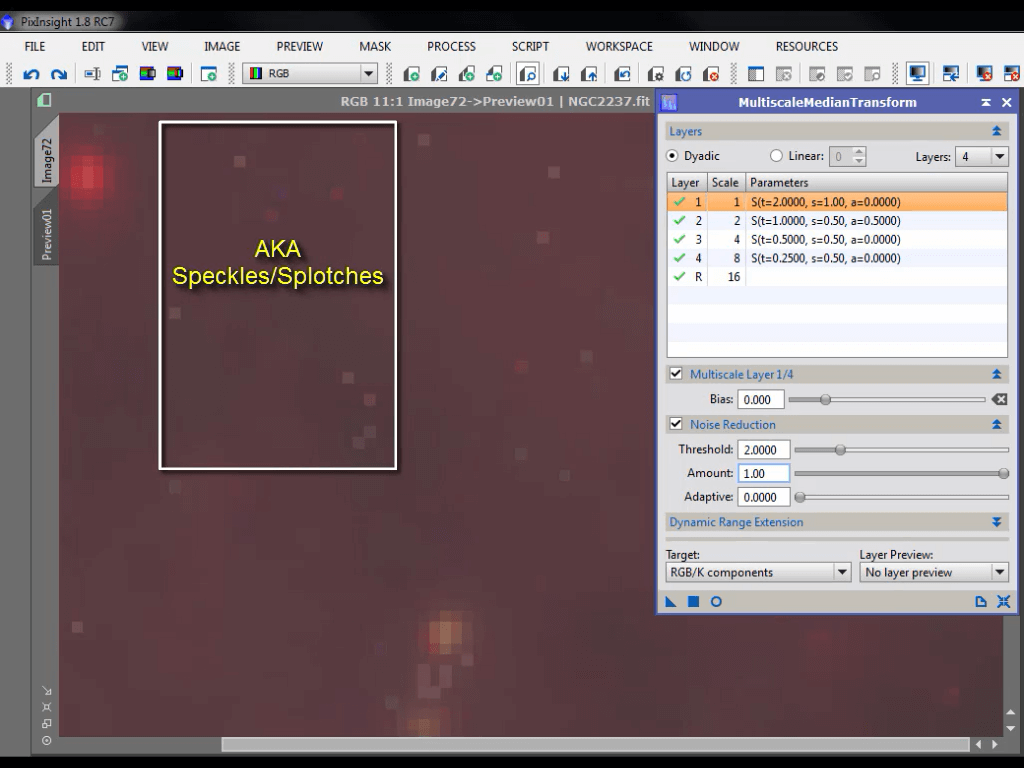 PixInsight 1.8 RC7
FILE EDIT VIEW IMAGE PREVIEW MASK PROCESS SCRIPT WORKSPACE WINDOW RESOURCES
RGB
RGB 11:1 Image72->Preview01 | NGC2237.fit
Image72
Preview01
AKA
Speckles/Splotches
MultiscaleMedianTransform
Layers
Dyadic Linear: 0 Layers: 4
Layer Scale Parameters
1 1 S(t=2.0000, s=1.00, a=0.0000)
2 2 S(t=1.0000, s=0.50, a=0.5000)
3 4 S(t=0.5000, s=0.50, a=0.0000)
4 8 S(t=0.2500, s=0.50, a=0.0000)
R 16
Multiscale Layer 1/4
Bias: 0.000
Noise Reduction
Threshold: 2.0000
Amount: 1.00
Adaptive: 0.0000
Dynamic Range Extension
Target: Layer Preview:
RGB/K components No layer preview